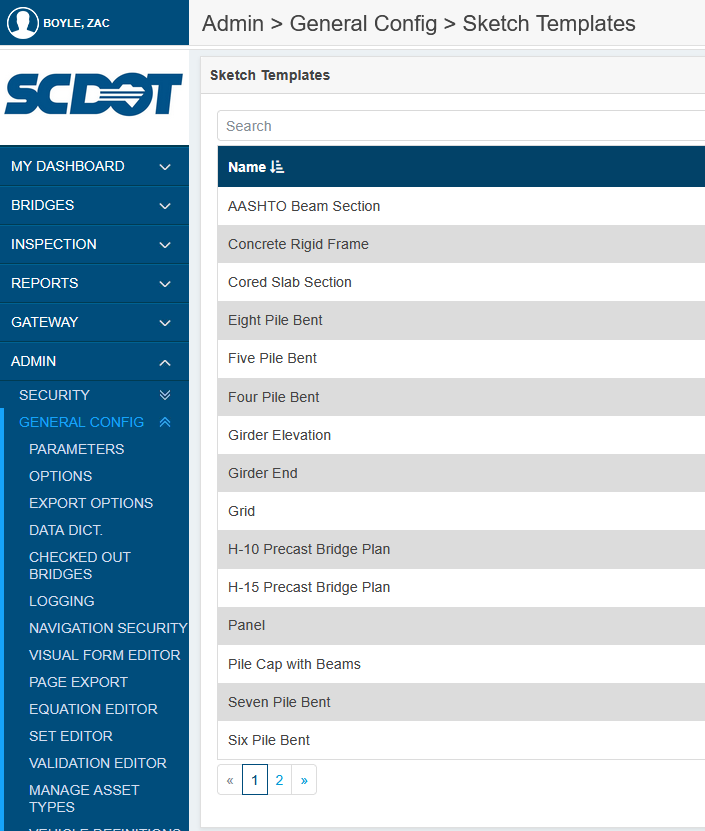 BOYLE, ZAC
Admin > General Config > Sketch Templates
SCDOT
MY DASHBOARD
BRIDGES
INSPECTION
REPORTS
GATEWAY
ADMIN
SECURITY
GENERAL CONFIG
PARAMETERS
OPTIONS
EXPORT OPTIONS
DATA DICT.
CHECKED OUT
BRIDGES
LOGGING
NAVIGATION SECURITY
VISUAL FORM EDITOR
PAGE EXPORT
EQUATION EDITOR
SET EDITOR
VALIDATION EDITOR
MANAGE ASSET
TYPES
VEHICLE DEFINITIONS
Sketch Templates
Search
Name
AASHTO Beam Section
Concrete Rigid Frame
Cored Slab Section
Eight Pile Bent
Five Pile Bent
Four Pile Bent
Girder Elevation
Girder End
Grid
H-10 Precast Bridge Plan
H-15 Precast Bridge Plan
Panel
Pile Cap with Beams
Seven Pile Bent
Six Pile Bent
« 1 2 »